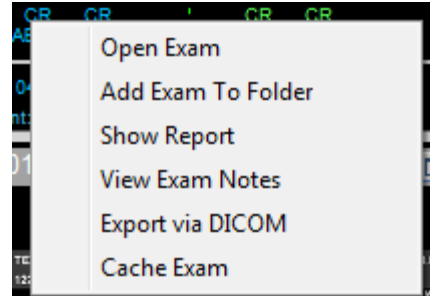 CR CR CR CR
Open Exam
Add Exam To Folder
Show Report
View Exam Notes
Export via DICOM
Cache Exam